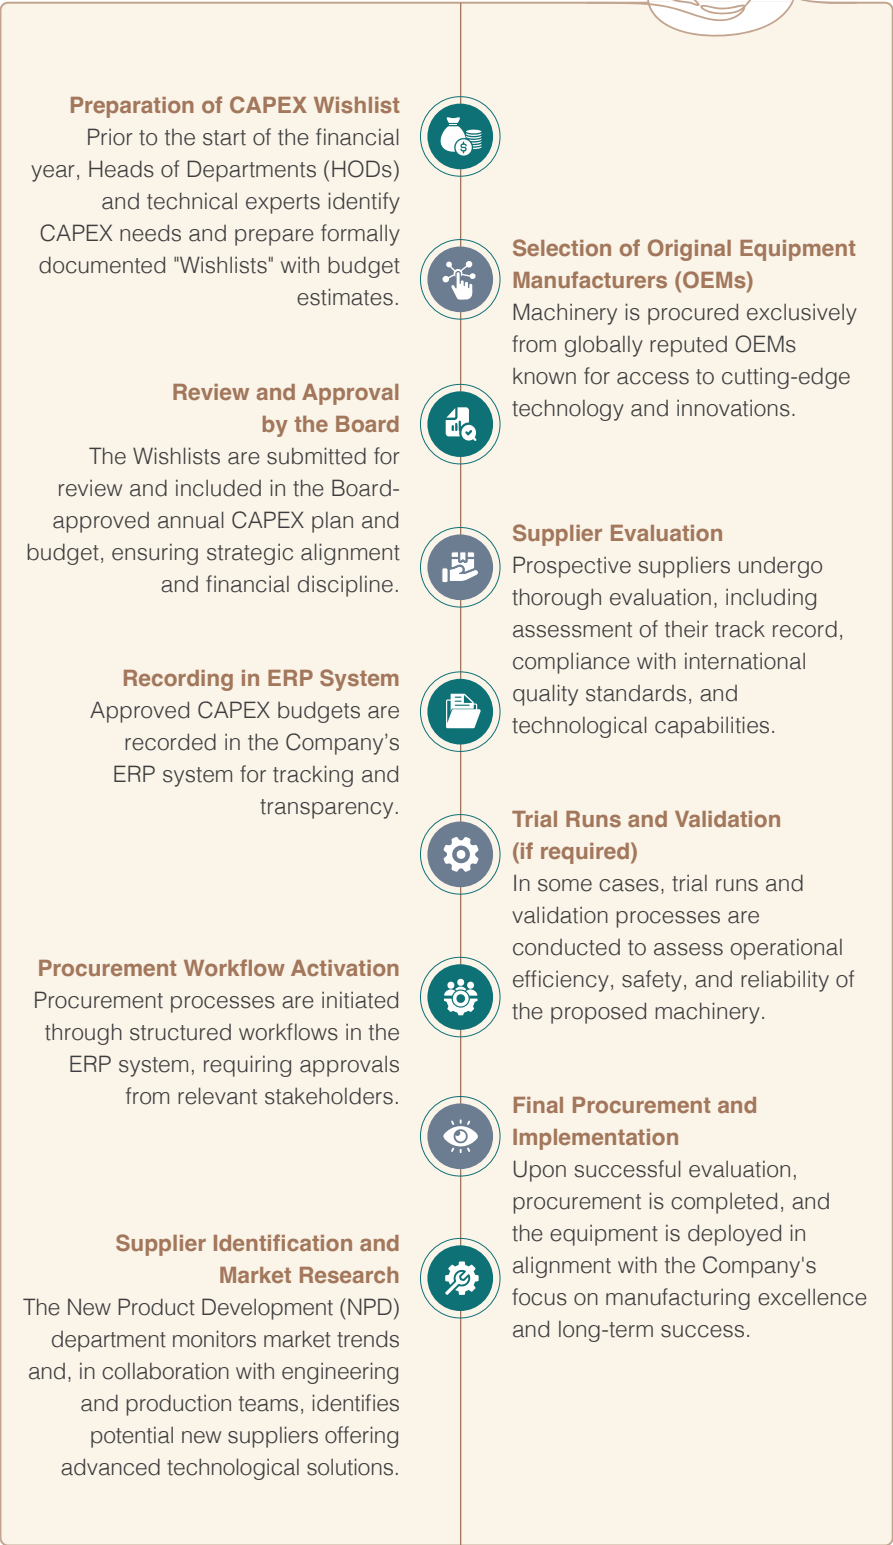 Preparation of CAPEX Wishlist
Prior to the start of the financial
year, Heads of Departments (HODs)
and technical experts identify
CAPEX needs and prepare formally
documented "Wishlists" with budget
estimates.
Review and Approval
by the Board
The Wishlists are submitted for
review and included in the Board-
approved annual CAPEX plan and
budget, ensuring strategic alignment
and financial discipline.
Recording in ERP System
Approved CAPEX budgets are
recorded in the Company’s
ERP system for tracking and
transparency.
Procurement Workflow Activation
Procurement processes are initiated
through structured workflows in the
ERP system, requiring approvals
from relevant stakeholders.
Supplier Identification and
Market Research
The New Product Development (NPD)
department monitors market trends
and, in collaboration with engineering
and production teams, identifies
potential new suppliers offering
advanced technological solutions.
Selection of Original Equipment
Manufacturers (OEMs)
Machinery is procured exclusively
from globally reputed OEMs
known for access to cutting-edge
technology and innovations.
Supplier Evaluation
Prospective suppliers undergo
thorough evaluation, including
assessment of their track record,
compliance with international
quality standards, and
technological capabilities.
Trial Runs and Validation
(if required)
In some cases, trial runs and
validation processes are
conducted to assess operational
efficiency, safety, and reliability of
the proposed machinery.
Final Procurement and
Implementation
Upon successful evaluation,
procurement is completed, and
the equipment is deployed in
alignment with the Company's
focus on manufacturing excellence
and long-term success.